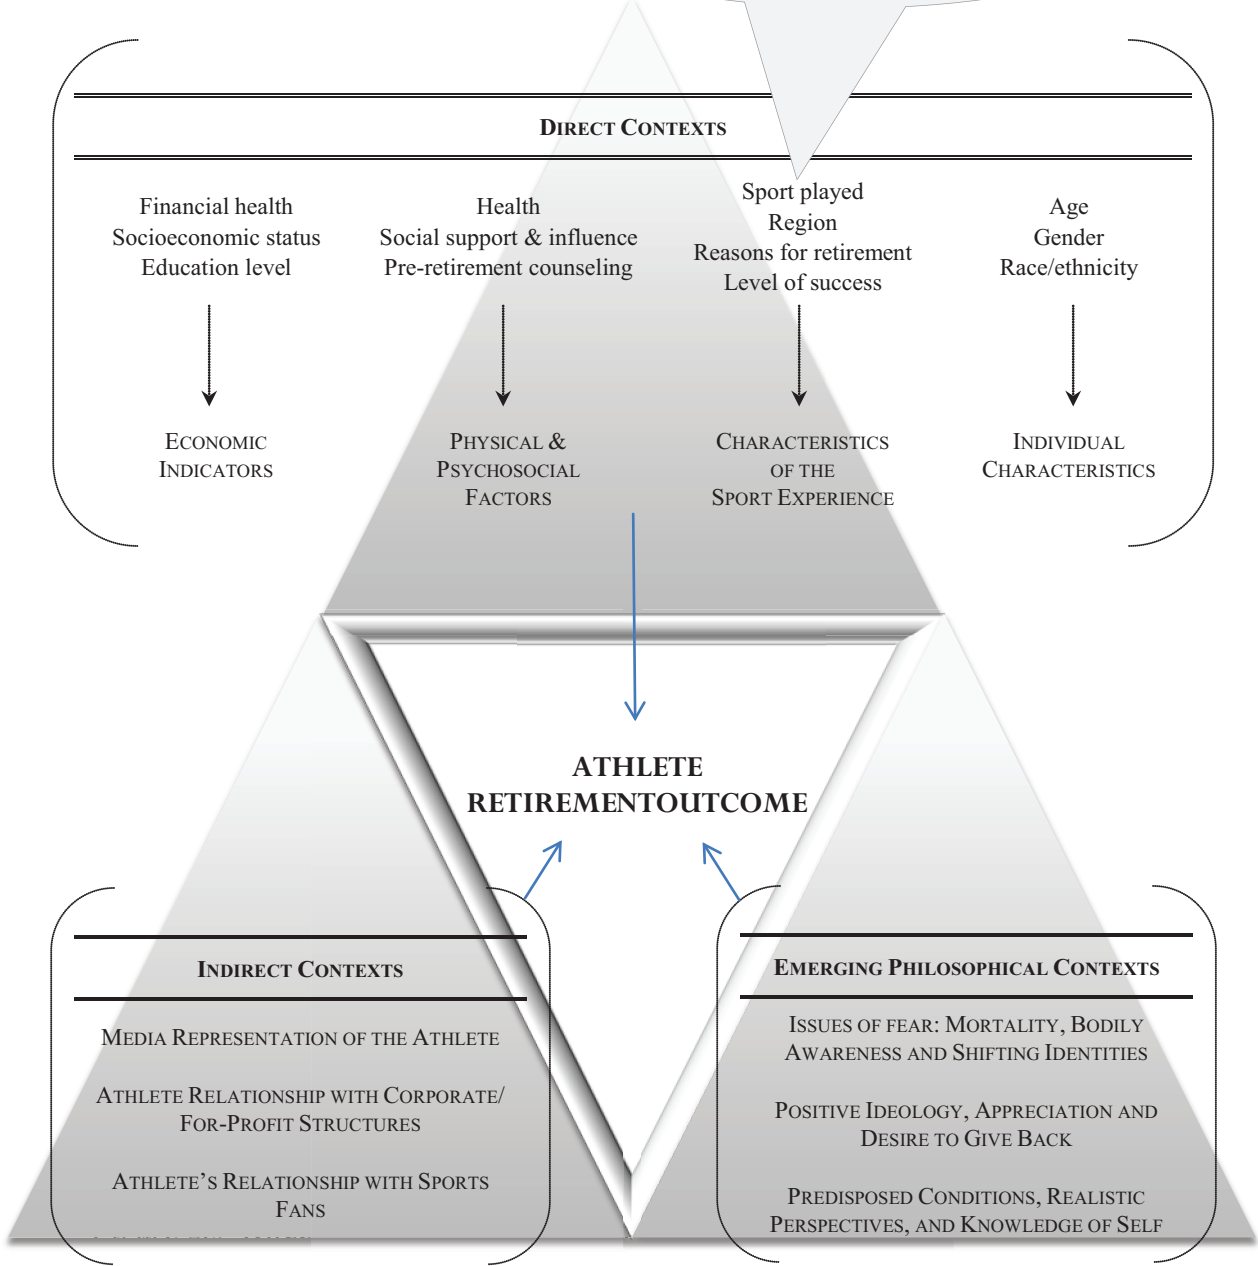 DIRECT CONTEXTS
Financial health
Socioeconomic status
Education level
ECONOMIC
INDICATORS
Health
Social support & influence
Pre-retirement counseling
PHYSICAL &
PSYCHOSOCIAL
FACTORS
Sport played
Region
Reasons for retirement
Level of success
CHARACTERISTICS
OF THE
SPORT EXPERIENCE
Age
Gender
Race/ethnicity
INDIVIDUAL
CHARACTERISTICS
ATHLETE
RETIREMENTOUTCOME
INDIRECT CONTEXTS
MEDIA REPRESENTATION OF THE ATHLETE
ATHLETE RELATIONSHIP WITH CORPORATE/
FOR-PROFIT STRUCTURES
ATHLETE’S RELATIONSHIP WITH SPORTS
FANS
EMERGING PHILOSOPHICAL CONTEXTS
ISSUES OF FEAR: MORTALITY, BODILY
AWARENESS AND SHIFTING IDENTITIES
POSITIVE IDEOLOGY, APPRECIATION AND
DESIRE TO GIVE BACK
PREDISPOSED CONDITIONS, REALISTIC
PERSPECTIVES, AND KNOWLEDGE OF SELF